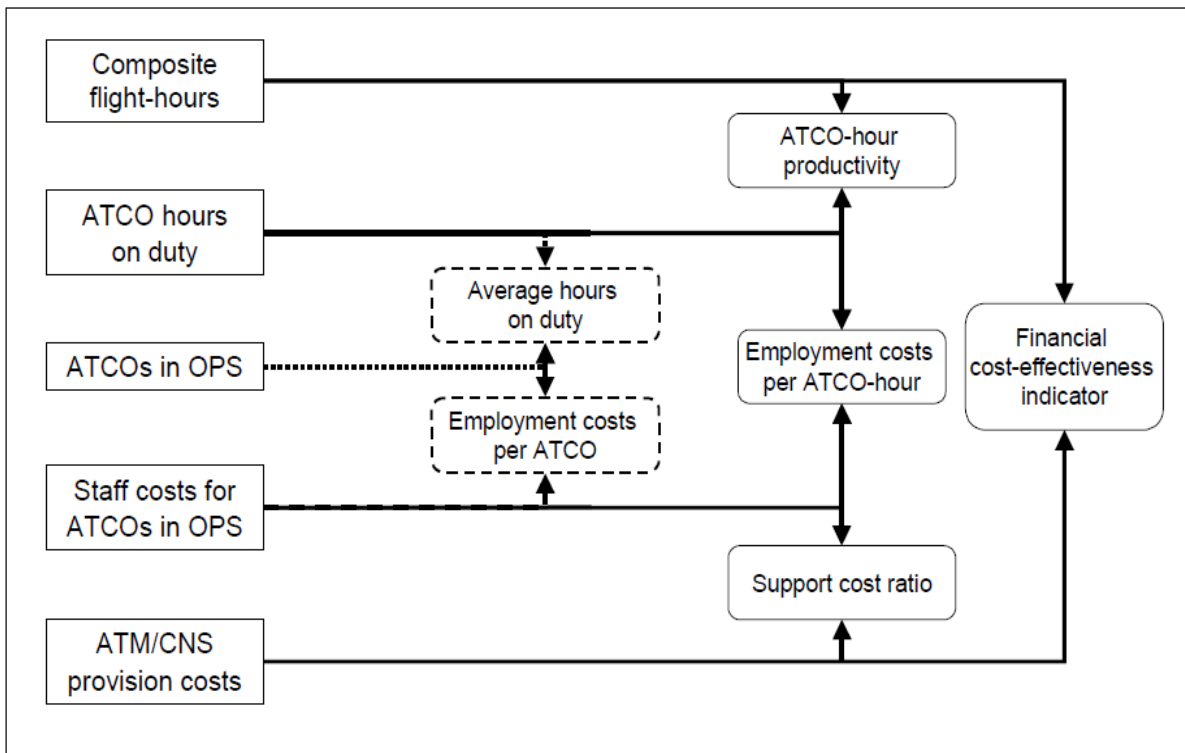 Composite
flight-hours
ATCO-hour
productivity
ATCO hours
on duty
Average hours
on duty
Financial
cost-effectiveness
indicator
Employment costs
per ATCO-hour
ATCOs in OPS
Employment costs
per ATCO
Staff costs for
ATCOs in OPS
Support cost ratio
ATM/CNS
provision costs